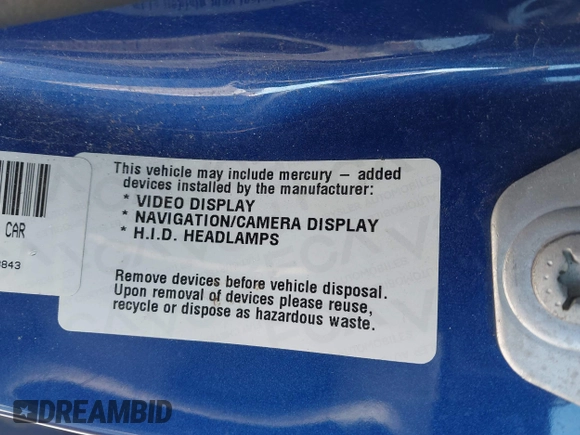 This vehicle may include mercury – added
devices installed by the manufacturer:
* VIDEO DISPLAY
* NAVIGATION/CAMERA DISPLAY
* H.I.D. HEADLAMPS
Remove devices before vehicle disposal.
Upon removal of devices please reuse,
recycle or dispose as hazardous waste.
CAR
843
DREAMBID